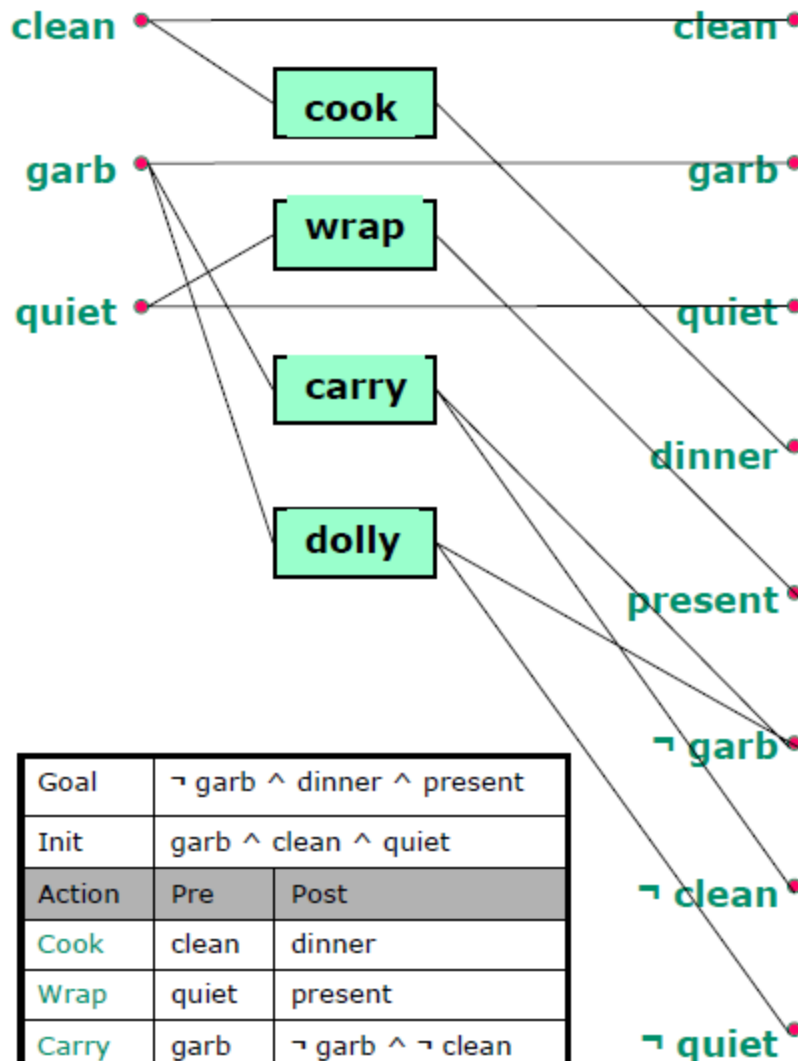 clean
clean
cook
garb
garb
wrap
quiet
quiet
carry
dinner
dolly
present
¬ garb
Goal ¬ garb ^ dinner ^ present
Init garb ^ clean ^ quiet
Action Pre Post
¬ clean
Cook clean dinner
Wrap quiet present
Carry garb ¬ garb ^ ¬ clean
¬ quiet